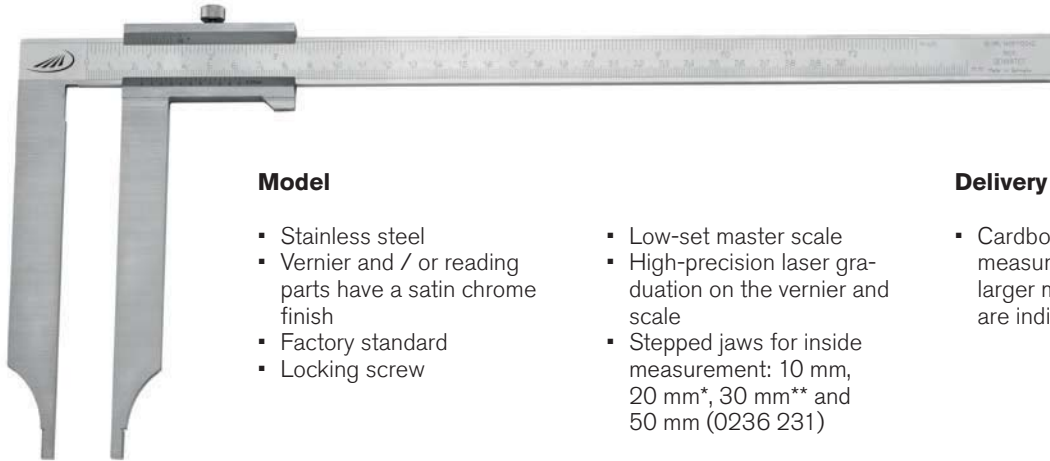 Model
▪ Stainless steel
▪ Vernier and / or reading
parts have a satin chrome
finish
▪ Factory standard
▪ Locking screw
▪ Low-set master scale
▪ High-precision laser gra-
duation on the vernier and
scale
▪ Stepped jaws for inside
measurement: 10 mm,
20 mm*, 30 mm** and
50 mm (0236 231)
Delivery
▪ Cardbo
measur
larger m
are indi